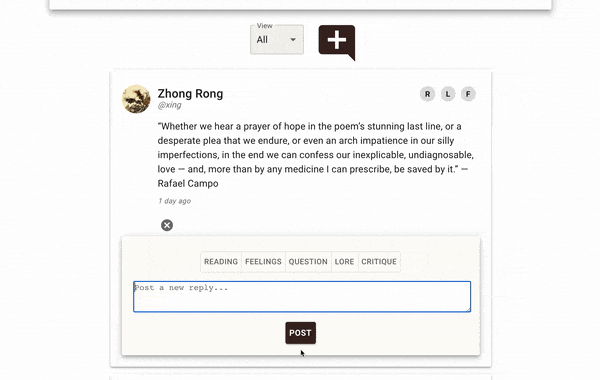 View
All
Zhong Rong
@xing
R L F
“Whether we hear a prayer of hope in the poem’s stunning last line, or a
desperate plea that we endure, or even an arch impatience in our silly
imperfections, in the end we can confess our inexplicable, undiagnosable,
love — and, more than by any medicine I can prescribe, be saved by it.” —
Rafael Campo
1 day ago
READING FEELINGS QUESTION LORE CRITIQUE
Post a new reply...
POST